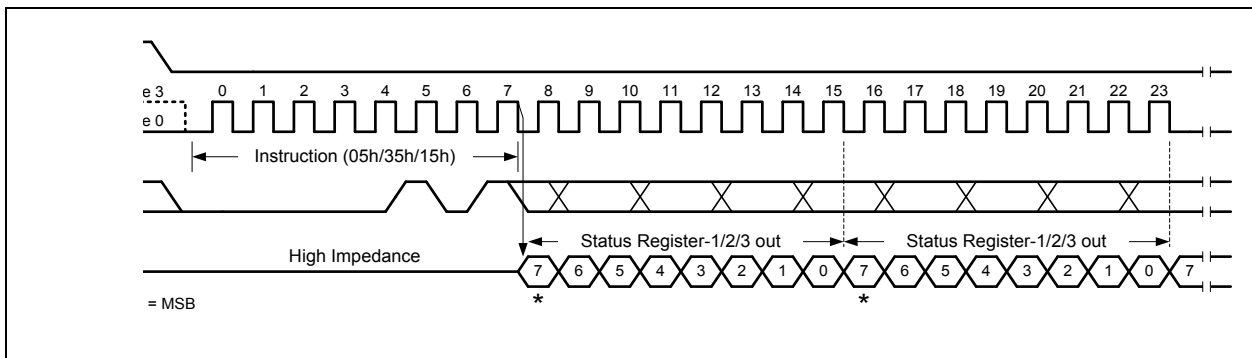 e 3
0 1 2 3 4 5 6 7 8 9 10 11 12 13 14 15 16 17 18 19 20 21 22 23
e 0
Instruction (05h/35h/15h)
Status Register-1/2/3 out Status Register-1/2/3 out
High Impedance
7 6 5 4 3 2 1 0 7 6 5 4 3 2 1 0 7
* *
= MSB